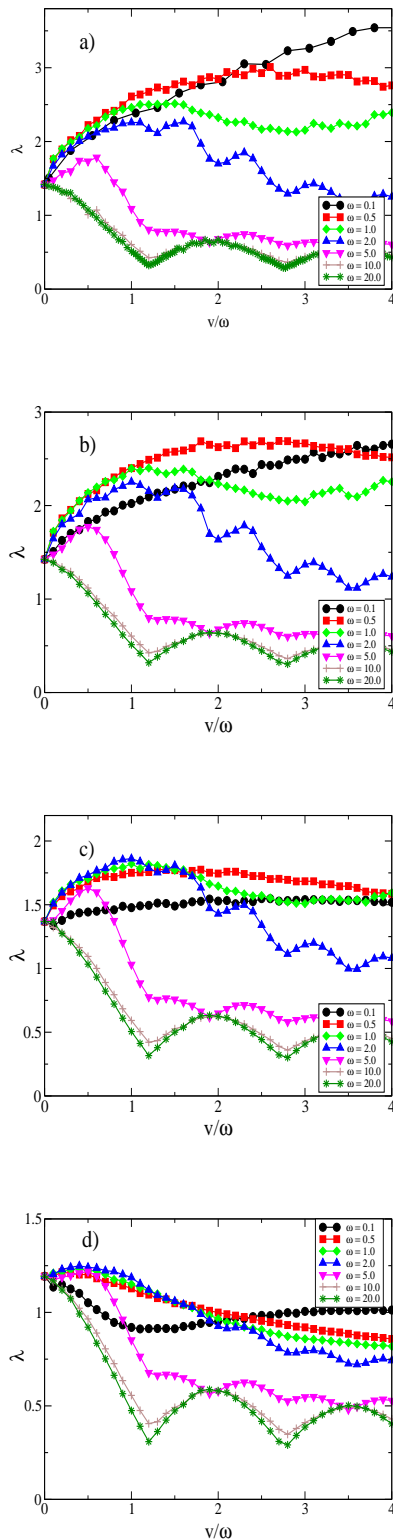 a)
3
2
1
0
λ
0 1 2 3 4
v/ω
ω = 0.1
ω = 0.5
ω = 1.0
ω = 2.0
ω = 5.0
ω = 10.0
ω = 20.0
b)
3
2
1
0
λ
0 1 2 3 4
v/ω
ω = 0.1
ω = 0.5
ω = 1.0
ω = 2.0
ω = 5.0
ω = 10.0
ω = 20.0
c)
2
1.5
1
0.5
0
λ
0 1 2 3 4
v/ω
ω = 0.1
ω = 0.5
ω = 1.0
ω = 2.0
ω = 5.0
ω = 10.0
ω = 20.0
d)
1.5
1
0.5
0
λ
0 1 2 3 4
v/ω
ω = 0.1
ω = 0.5
ω = 1.0
ω = 2.0
ω = 5.0
ω = 10.0
ω = 20.0